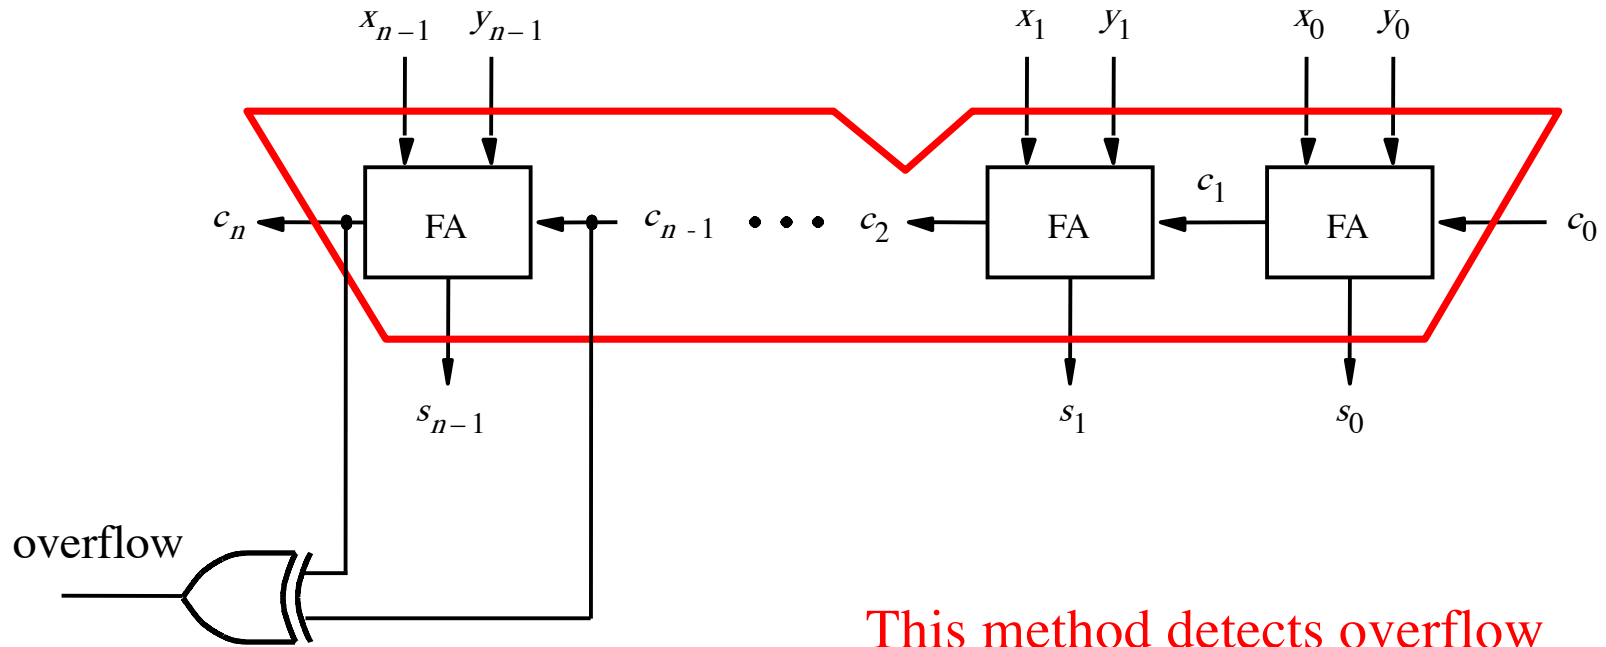 xₙ₋₁ yₙ₋₁ x₁ y₁ x₀ y₀
cₙ FA cₙ₋₁ • • • c₂ FA c₁ FA c₀
sₙ₋₁ s₁ s₀
overflow
This method detects overflow